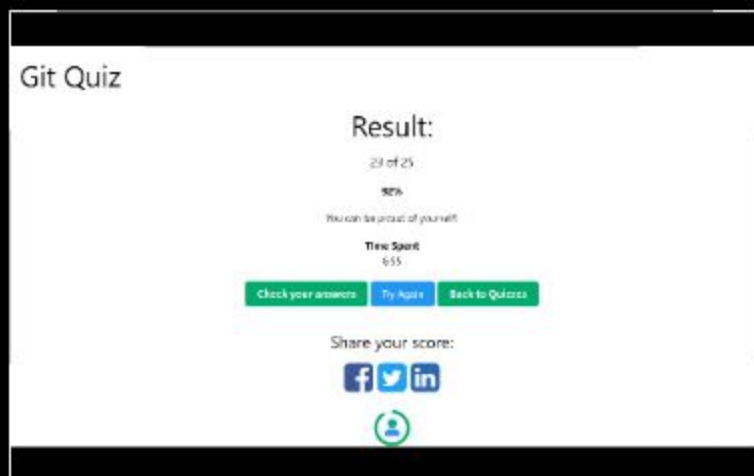 Git Quiz
Result:
23 of 25
92%
You can be proud of yourself!
Time Spent
6:55
Check your answers Try Again Back to Quizzes
Share your score: